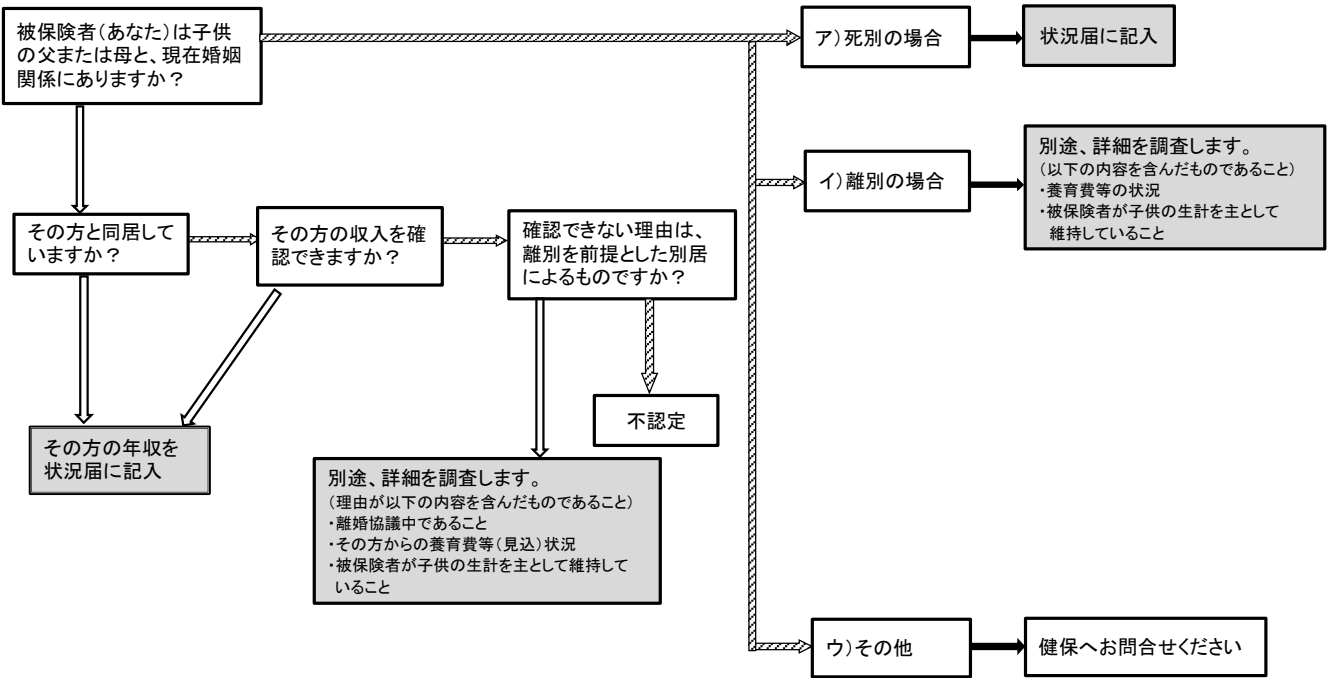 被保険者(あなた)は子供
の父または母と、現在婚姻
関係にありますか?
ア)死別の場合
状況届に記入
イ)離別の場合
別途、詳細を調査します。
(以下の内容を含んだものであること)
・養育費等の状況
・被保険者が子供の生計を主として
維持していること
その方と同居して
いますか?
その方の収入を確
認できますか?
確認できない理由は、
離別を前提とした別居
によるものですか?
不認定
その方の年収を
状況届に記入
別途、詳細を調査します。
(理由が以下の内容を含んだものであること)
・離婚協議中であること
・その方からの養育費等(見込)状況
・被保険者が子供の生計を主として維持して
いること
ウ)その他
健保へお問合せください